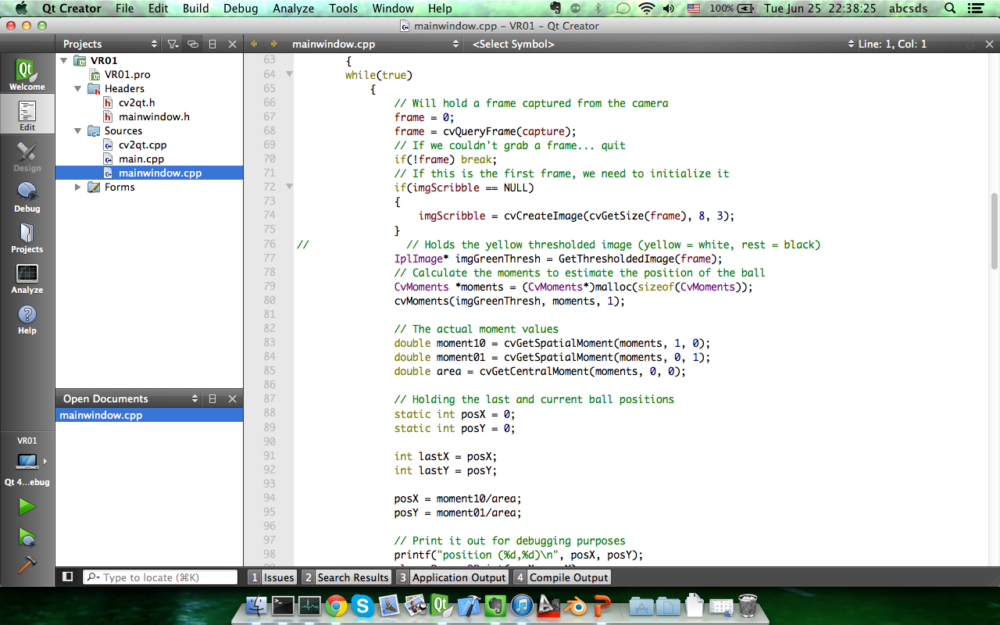 Qt Creator File Edit Build Debug Analyze Tools Window Help 100% Tue Jun 25 22:38:25 abcsds
mainwindow.cpp – VR01 – Qt Creator
Projects
mainwindow.cpp
<Select Symbol>
Line: 1, Col: 1
Qt
Welcome
Edit
Design
Debug
Projects
Analyze
Help
VR01
Qt 4...ebug
VR01
VR01.pro
Headers
cv2qt.h
mainwindow.h
Sources
cv2qt.cpp
main.cpp
mainwindow.cpp
Forms
Open Documents
mainwindow.cpp
63 {
64 while(true)
65 {
66 // Will hold a frame captured from the camera
67 frame = 0;
68 frame = cvQueryFrame(capture);
69 // If we couldn't grab a frame... quit
70 if(!frame) break;
71 // If this is the first frame, we need to initialize it
72 if(imgScribble == NULL)
73 {
74 imgScribble = cvCreateImage(cvGetSize(frame), 8, 3);
75 }
76 // // Holds the yellow thresholded image (yellow = white, rest = black)
77 IplImage* imgGreenThresh = GetThresholdedImage(frame);
78 // Calculate the moments to estimate the position of the ball
79 CvMoments *moments = (CvMoments*)malloc(sizeof(CvMoments));
80 cvMoments(imgGreenThresh, moments, 1);
81
82 // The actual moment values
83 double moment10 = cvGetSpatialMoment(moments, 1, 0);
84 double moment01 = cvGetSpatialMoment(moments, 0, 1);
85 double area = cvGetCentralMoment(moments, 0, 0);
86
87 // Holding the last and current ball positions
88 static int posX = 0;
89 static int posY = 0;
90
91 int lastX = posX;
92 int lastY = posY;
93
94 posX = moment10/area;
95 posY = moment01/area;
96
97 // Print it out for debugging purposes
98 printf("position (%d,%d)\n", posX, posY);
Type to locate (⌘K)
1 Issues 2 Search Results 3 Application Output 4 Compile Output